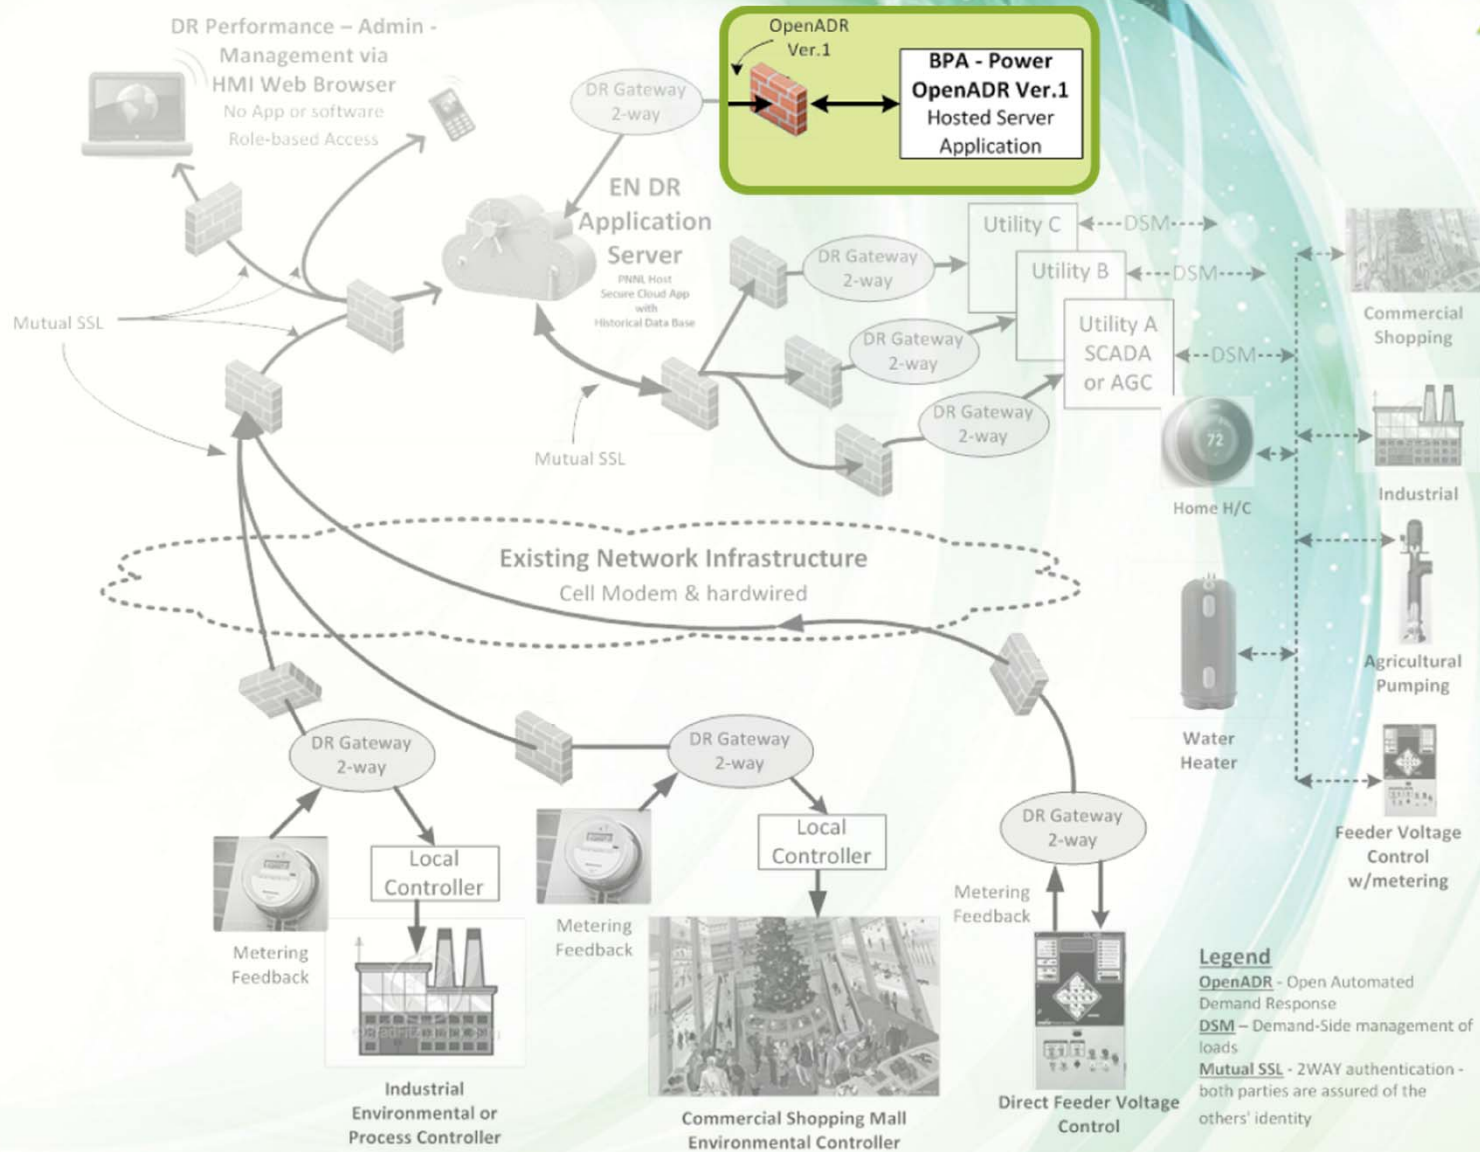 DR Performance – Admin -
Management via
HMI Web Browser
No App or software
Role-based Access
OpenADR
Ver.1
DR Gateway
2-way
BPA - Power
OpenADR Ver.1
Hosted Server
Application
EN DR
Application
Server
PNNL Host
Secure Cloud App
with
Historical Data Base
Mutual SSL
Mutual SSL
DR Gateway
2-way
DR Gateway
2-way
DR Gateway
2-way
Utility C
Utility B
Utility A
SCADA
or AGC
DSM
DSM
DSM
Commercial
Shopping
72
Home H/C
Industrial
Agricultural
Pumping
Water
Heater
Feeder Voltage
Control
w/metering
Existing Network Infrastructure
Cell Modem & hardwired
DR Gateway
2-way
DR Gateway
2-way
DR Gateway
2-way
Local
Controller
Local
Controller
Metering
Feedback
Metering
Feedback
Metering
Feedback
Industrial
Environmental or
Process Controller
Commercial Shopping Mall
Environmental Controller
Direct Feeder Voltage
Control
Legend
OpenADR - Open Automated
Demand Response
DSM – Demand-Side management of
loads
Mutual SSL - 2WAY authentication -
both parties are assured of the
others' identity